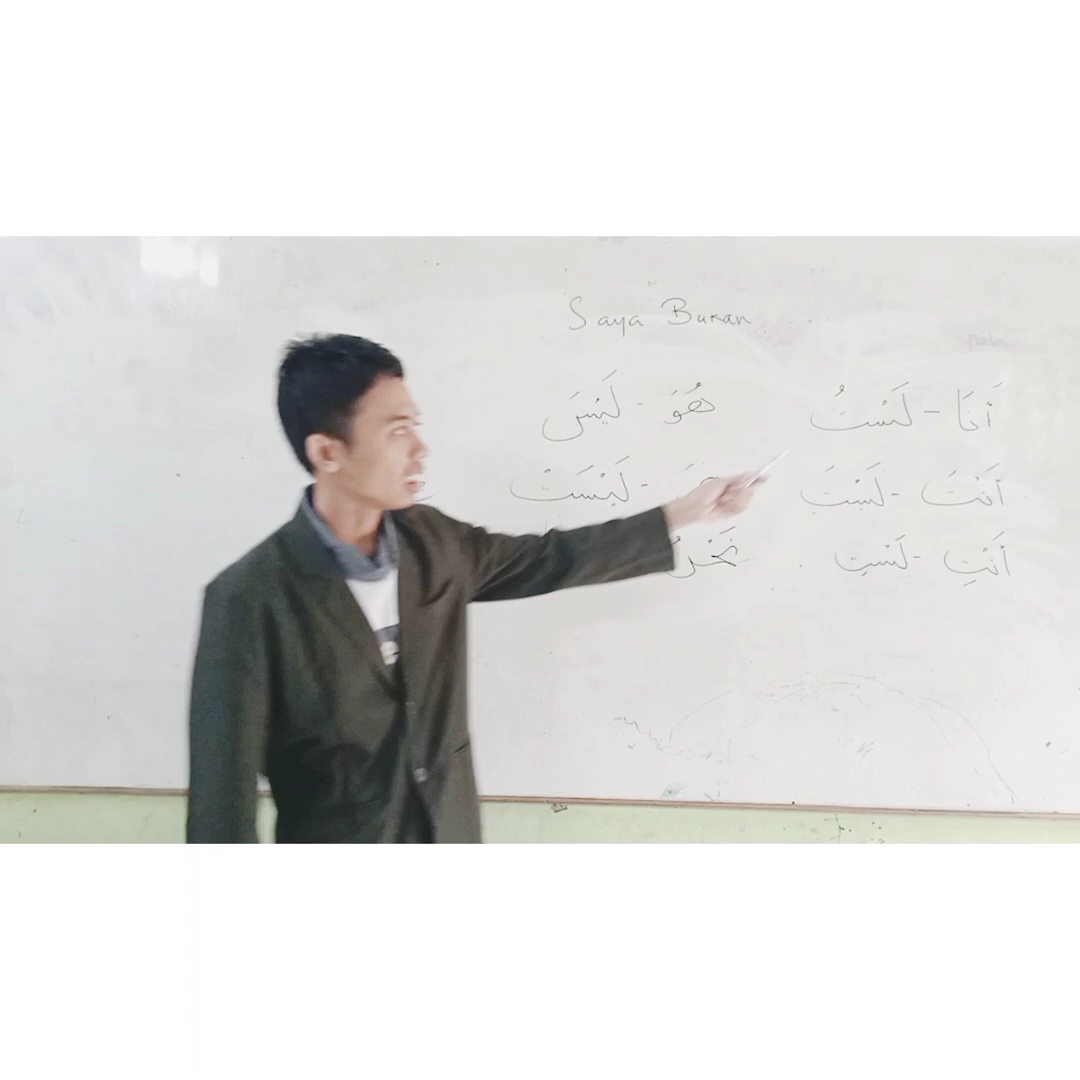 Saya Bukan
أَنَا - لَسْتُ هُوَ - لَيْسَ
أَنْتَ - لَسْتَ - لَيْسَتْ
أَنْتِ - لَسْتِ نَحْنُ